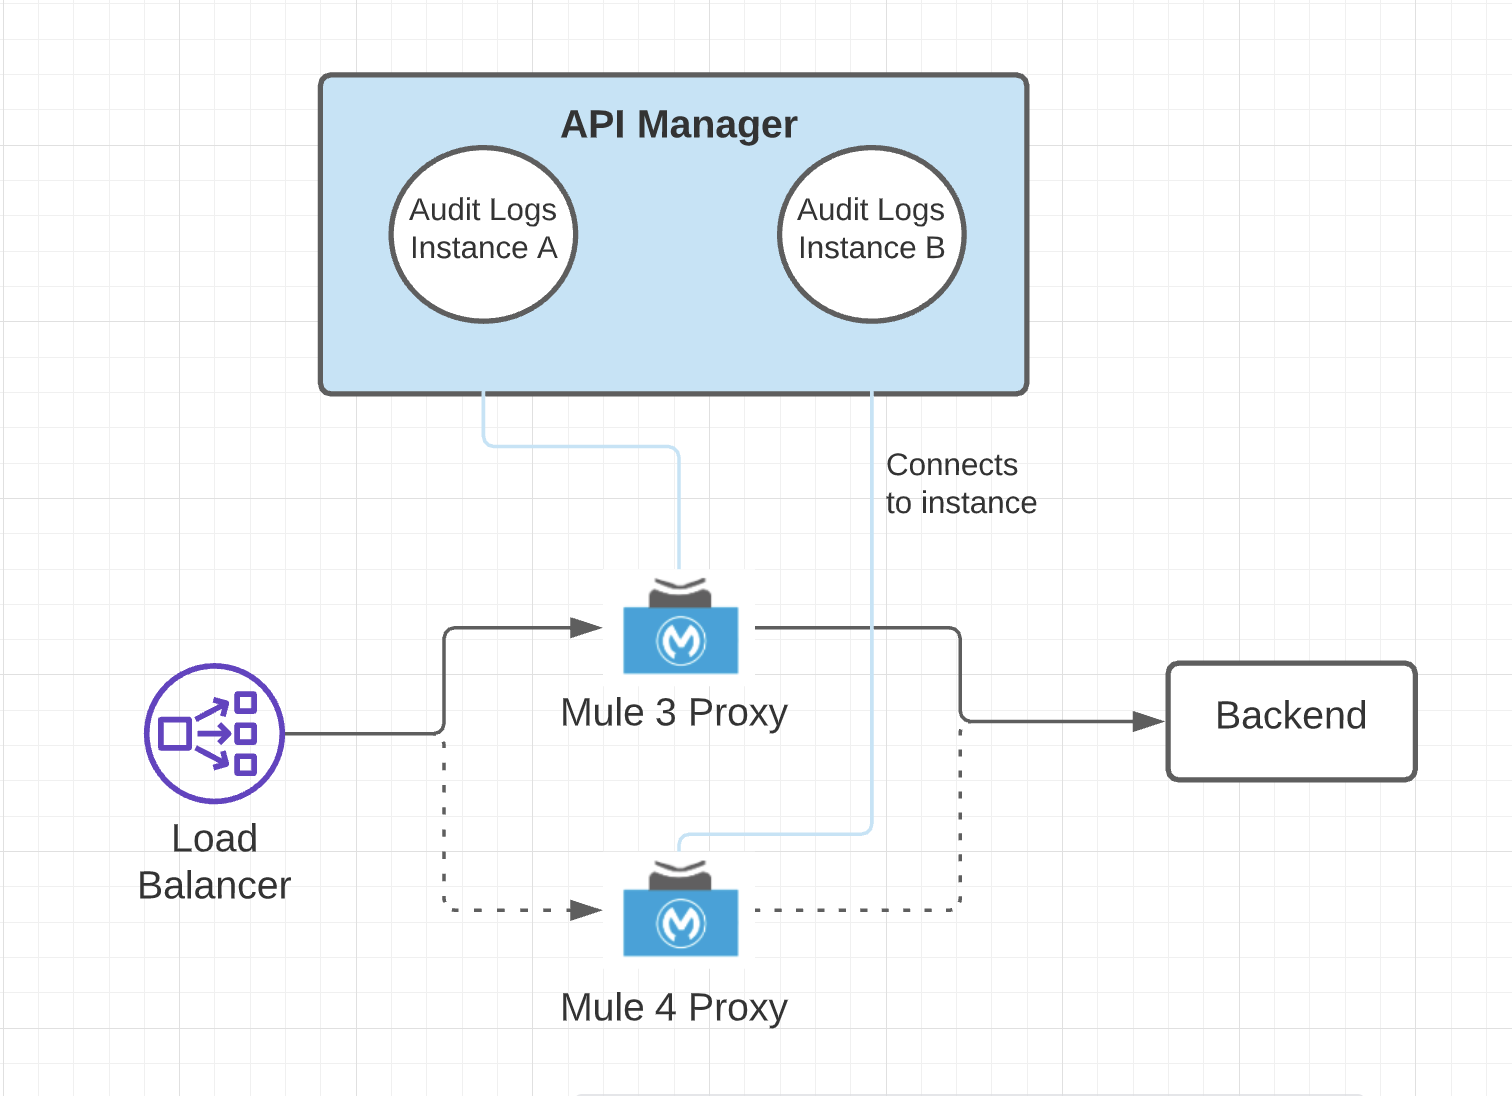 API Manager
Audit Logs
Instance A
Audit Logs
Instance B
Connects
to instance
Mule 3 Proxy
Backend
Load
Balancer
Mule 4 Proxy